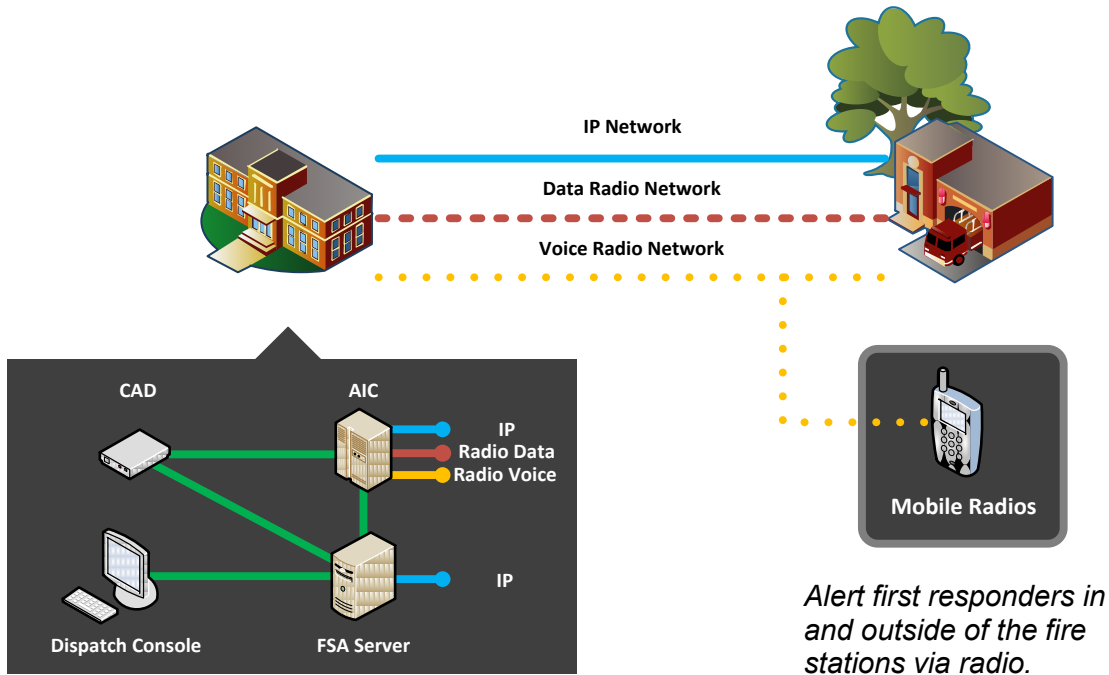 IP Network
Data Radio Network
Voice Radio Network
CAD
AIC
IP
Radio Data
Radio Voice
IP
Dispatch Console
FSA Server
Mobile Radios
Alert first responders in
and outside of the fire
stations via radio.